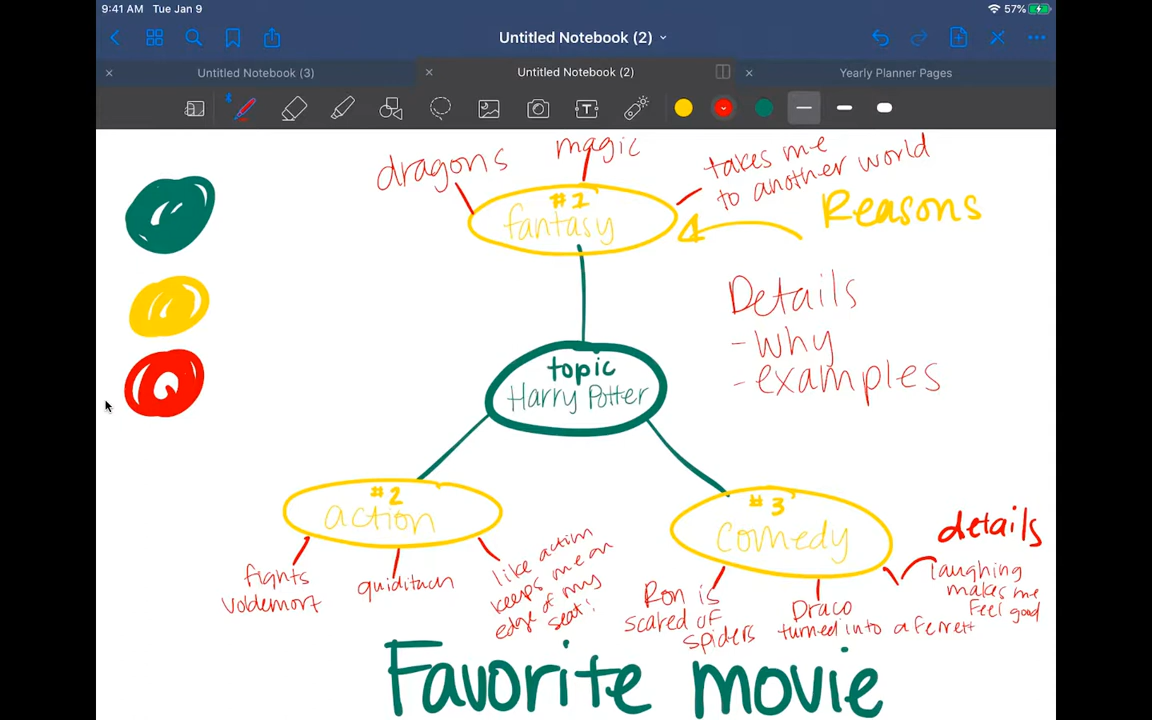 9:41 AM Tue Jan 9
57%
Untitled Notebook (2)
Untitled Notebook (3)
Untitled Notebook (2)
Yearly Planner Pages
dragons
magic
takes me
to another world
#1
fantasy
Reasons
Details
- why
- examples
topic
Harry Potter
#2
action
fights
Voldemort
quiditach
like action
keeps me on
edge of my
seat!
#3
comedy
details
Ron is
scared of
spiders
Draco
turned into a ferrett
laughing
makes me
feel good
Favorite movie